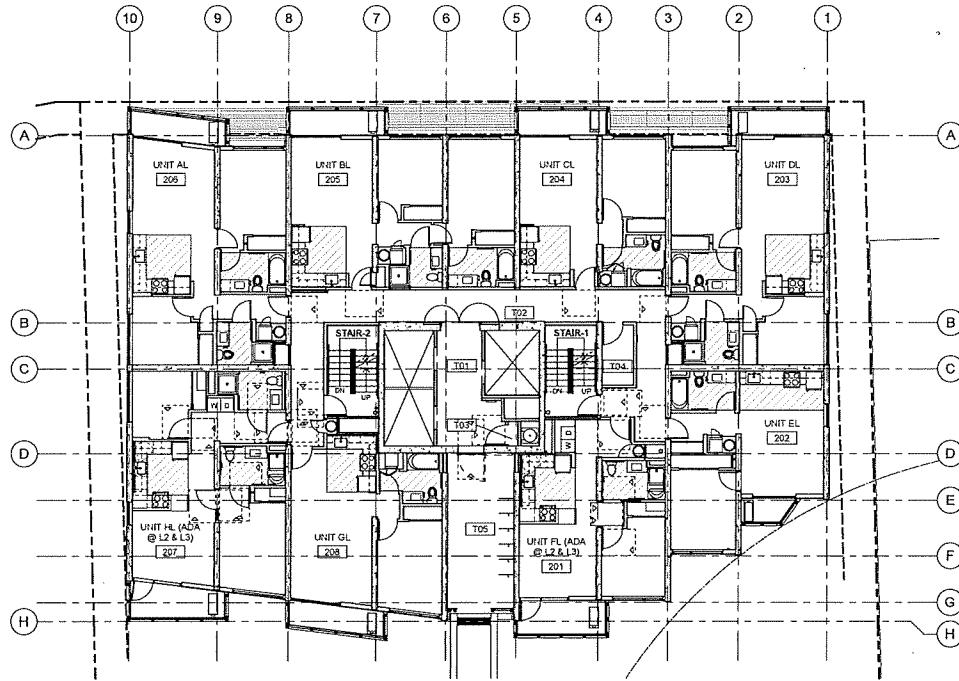 10 9 8 7 6 5 4 3 2 1
A A
UNIT AL
206
UNIT BL
205
UNIT CL
204
UNIT DL
203
T02
B B
STAIR-2
STAIR-1
T01
T04
C C
DN UP
DN UP
W D
UNIT EL
202
T03
W
D D
E
UNIT HL (ADA
@ L2 & L3)
207
UNIT GL
208
T05
UNIT FL (ADA
@ L2 & L3)
201
F
G
H H